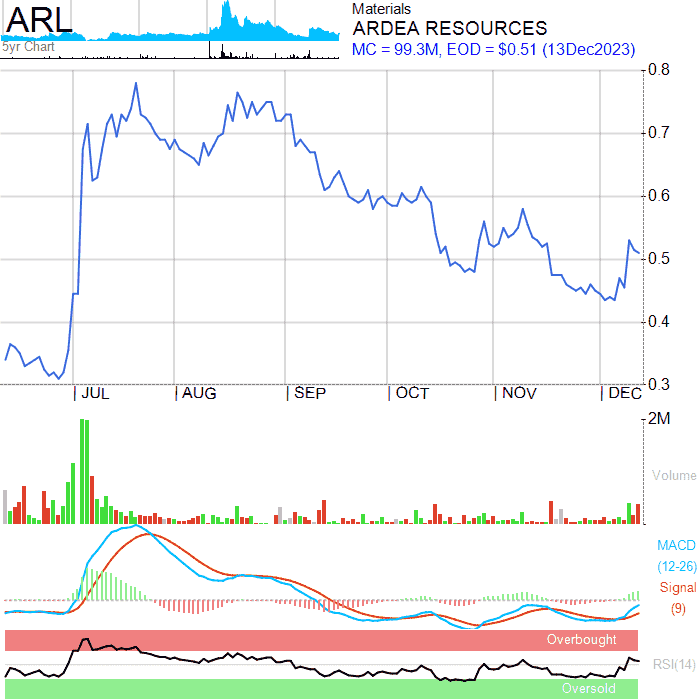 ARL
5yr Chart
Materials
ARDEA RESOURCES
MC = 99.3M, EOD = $0.51 (13Dec2023)
0.8
0.7
0.6
0.5
0.4
0.3
JUL AUG SEP OCT NOV DEC
2M
Volume
MACD
(12-26)
Signal
(9)
Overbought
RSI(14)
Oversold